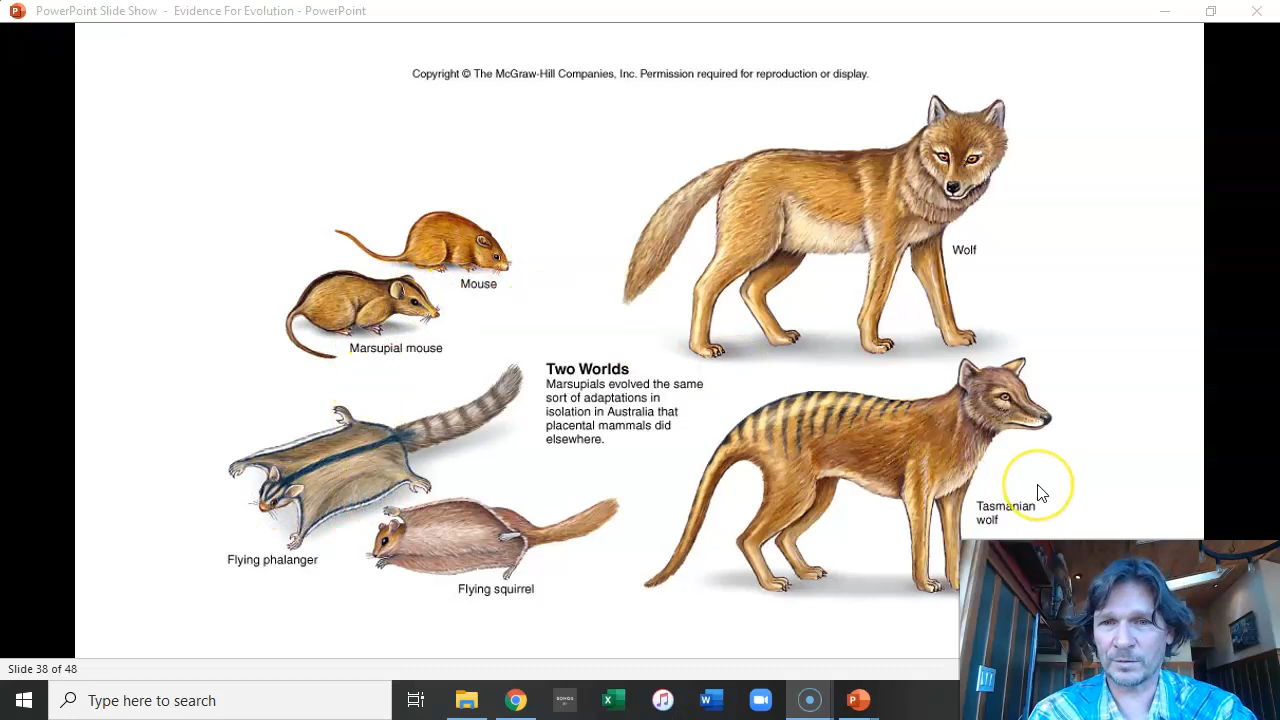 PowerPoint Slide Show - Evidence For Evolution - PowerPoint
Copyright © The McGraw-Hill Companies, Inc. Permission required for reproduction or display.
Wolf
Mouse
Marsupial mouse
Two Worlds
Marsupials evolved the same
sort of adaptations in
isolation in Australia that
placental mammals did
elsewhere.
Tasmanian
wolf
Flying phalanger
Flying squirrel
Slide 38 of 48
Type here to search
SONOS